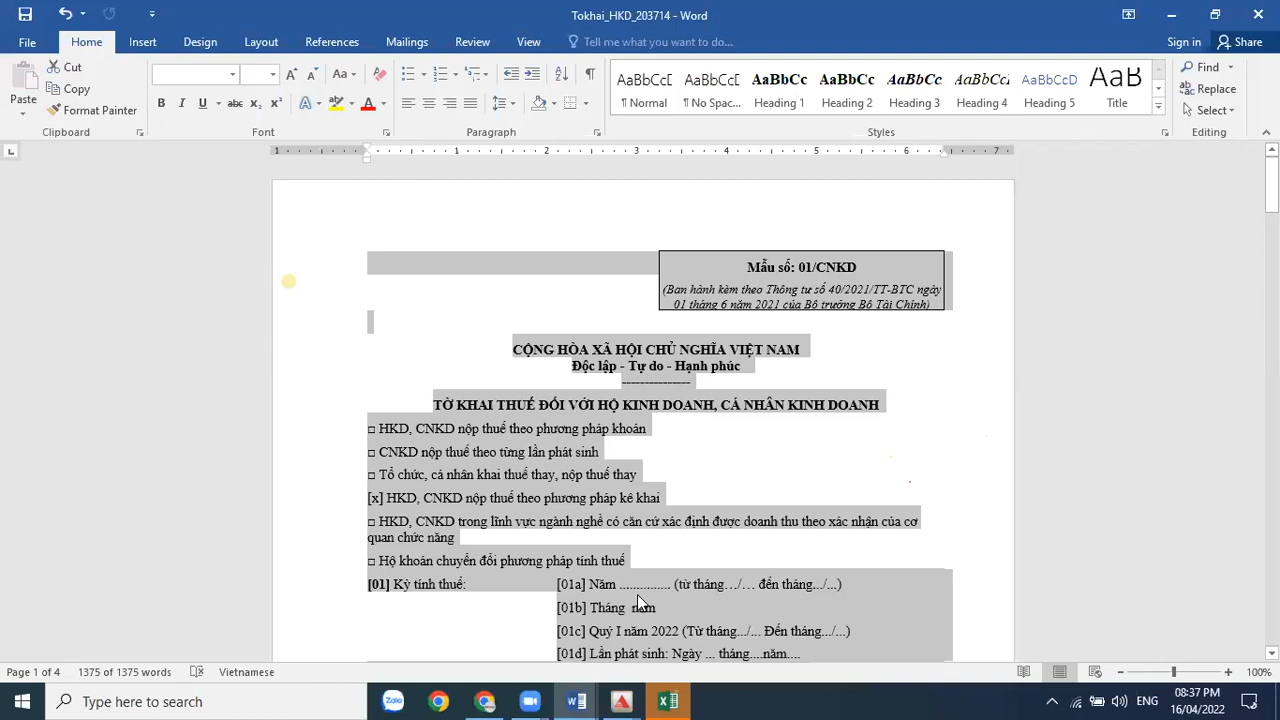 Tokhai_HKD_203714 - Word
File Home Insert Design Layout References Mailings Review View Tell me what you want to do... Sign in Share
Paste Cut Copy Format Painter
Clipboard Font Paragraph Styles Editing
AaBbCcD ¶ Normal
AaBbCcD ¶ No Spac...
AaBbCc Heading 1
AaBbCc Heading 2
AaBbCc Heading 3
AaBbCc Heading 4
AaBbCcD Heading 5
AaB Title
Find
Replace
Select
1 1 2 3 4 5 6 7
Mẫu số: 01/CNKD
(Ban hành kèm theo Thông tư số 40/2021/TT-BTC ngày
01 tháng 6 năm 2021 của Bộ trưởng Bộ Tài Chính)
CỘNG HÒA XÃ HỘI CHỦ NGHĨA VIỆT NAM
Độc lập - Tự do - Hạnh phúc
---------------
TỜ KHAI THUẾ ĐỐI VỚI HỘ KINH DOANH, CÁ NHÂN KINH DOANH
□ HKD, CNKD nộp thuế theo phương pháp khoán
□ CNKD nộp thuế theo từng lần phát sinh
□ Tổ chức, cá nhân khai thuế thay, nộp thuế thay
[x] HKD, CNKD nộp thuế theo phương pháp kê khai
□ HKD, CNKD trong lĩnh vực ngành nghề có căn cứ xác định được doanh thu theo xác nhận của cơ
quan chức năng
□ Hộ khoán chuyển đổi phương pháp tính thuế
[01] Kỳ tính thuế: [01a] Năm ............... (từ tháng…/… đến tháng.../...)
[01b] Tháng năm
[01c] Quý I năm 2022 (Từ tháng.../... Đến tháng.../...)
[01d] Lần phát sinh: Ngày ... tháng....năm....
Page 1 of 4 1375 of 1375 words Vietnamese 100%
Type here to search
Zalo
ENG
08:37 PM
16/04/2022